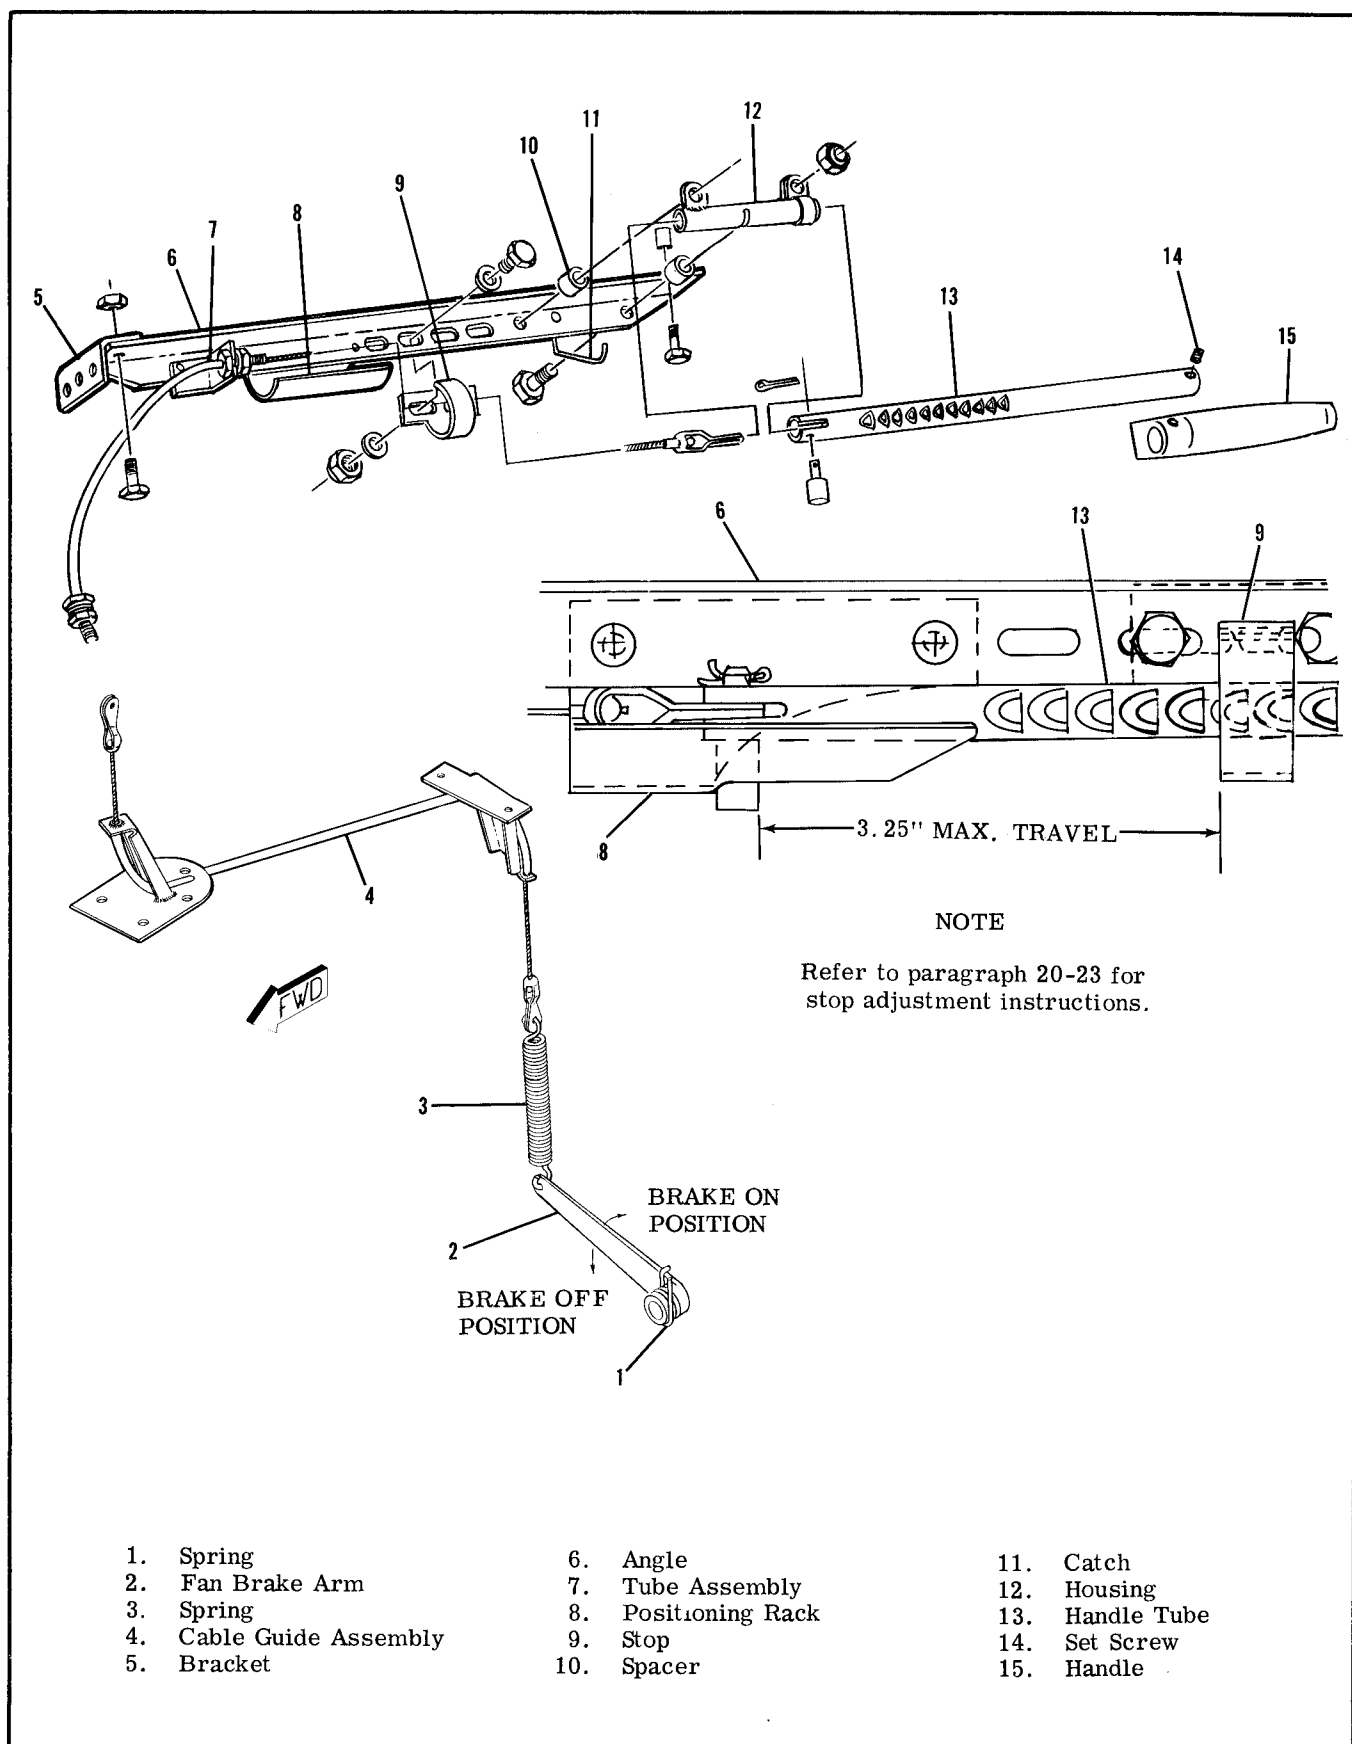 11
12
10
9
8
7
6
5
14
13
15
6
13
9
3.25" MAX. TRAVEL
8
4
NOTE
Refer to paragraph 20-23 for
stop adjustment instructions.
FWD
3
BRAKE ON
POSITION
2
BRAKE OFF
POSITION
1
1. Spring
2. Fan Brake Arm
3. Spring
4. Cable Guide Assembly
5. Bracket
6. Angle
7. Tube Assembly
8. Positioning Rack
9. Stop
10. Spacer
11. Catch
12. Housing
13. Handle Tube
14. Set Screw
15. Handle